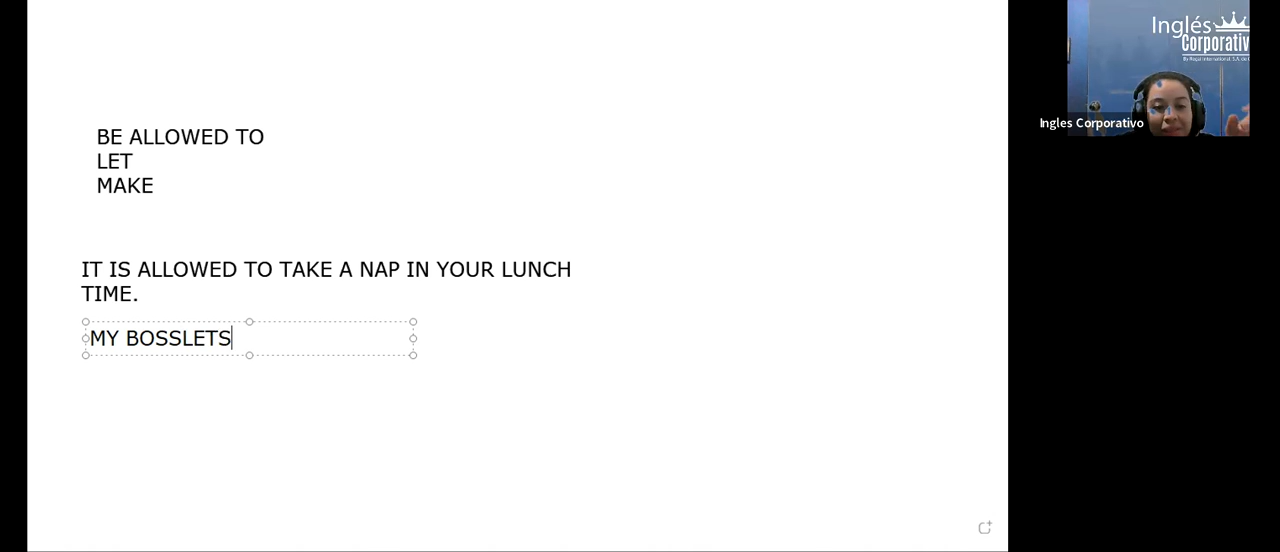 BE ALLOWED TO
LET
MAKE
IT IS ALLOWED TO TAKE A NAP IN YOUR LUNCH
TIME.
MY BOSSLETS
Inglés
Corporativ
Ingles Corporativo